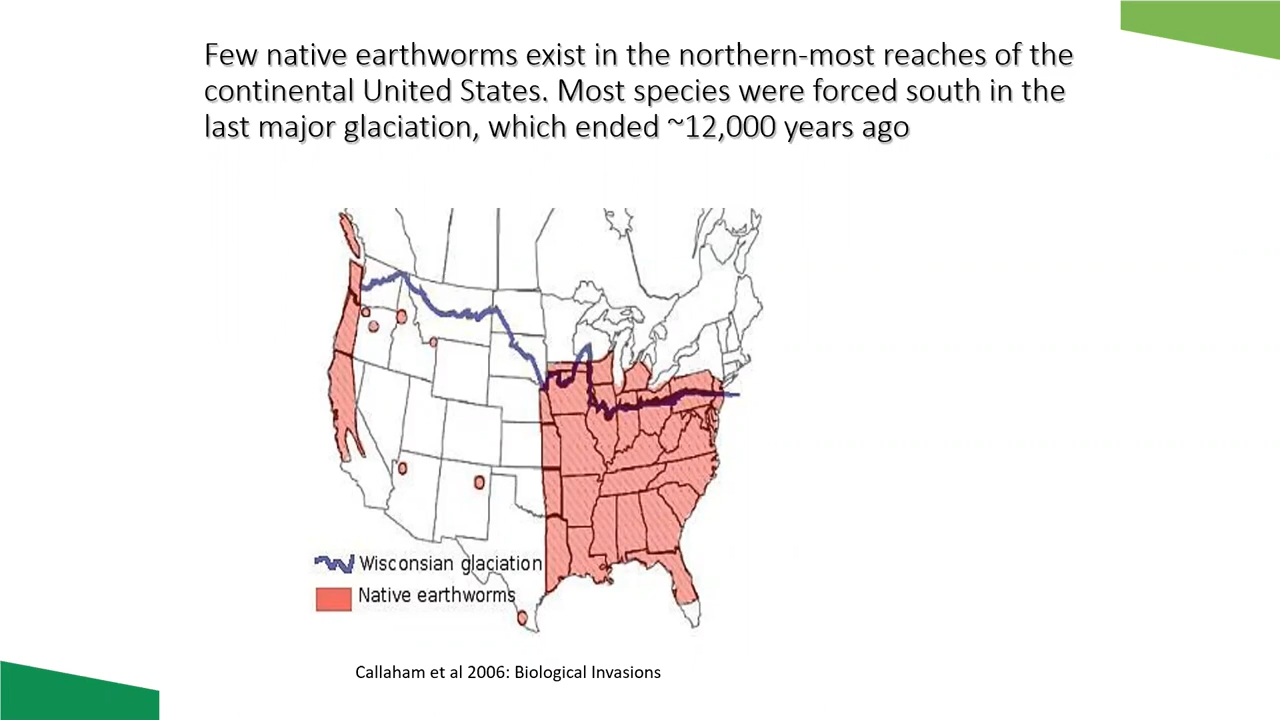 Few native earthworms exist in the northern-most reaches of the
continental United States. Most species were forced south in the
last major glaciation, which ended ~12,000 years ago
Wisconsian glaciation
Native earthworms
Callaham et al 2006: Biological Invasions